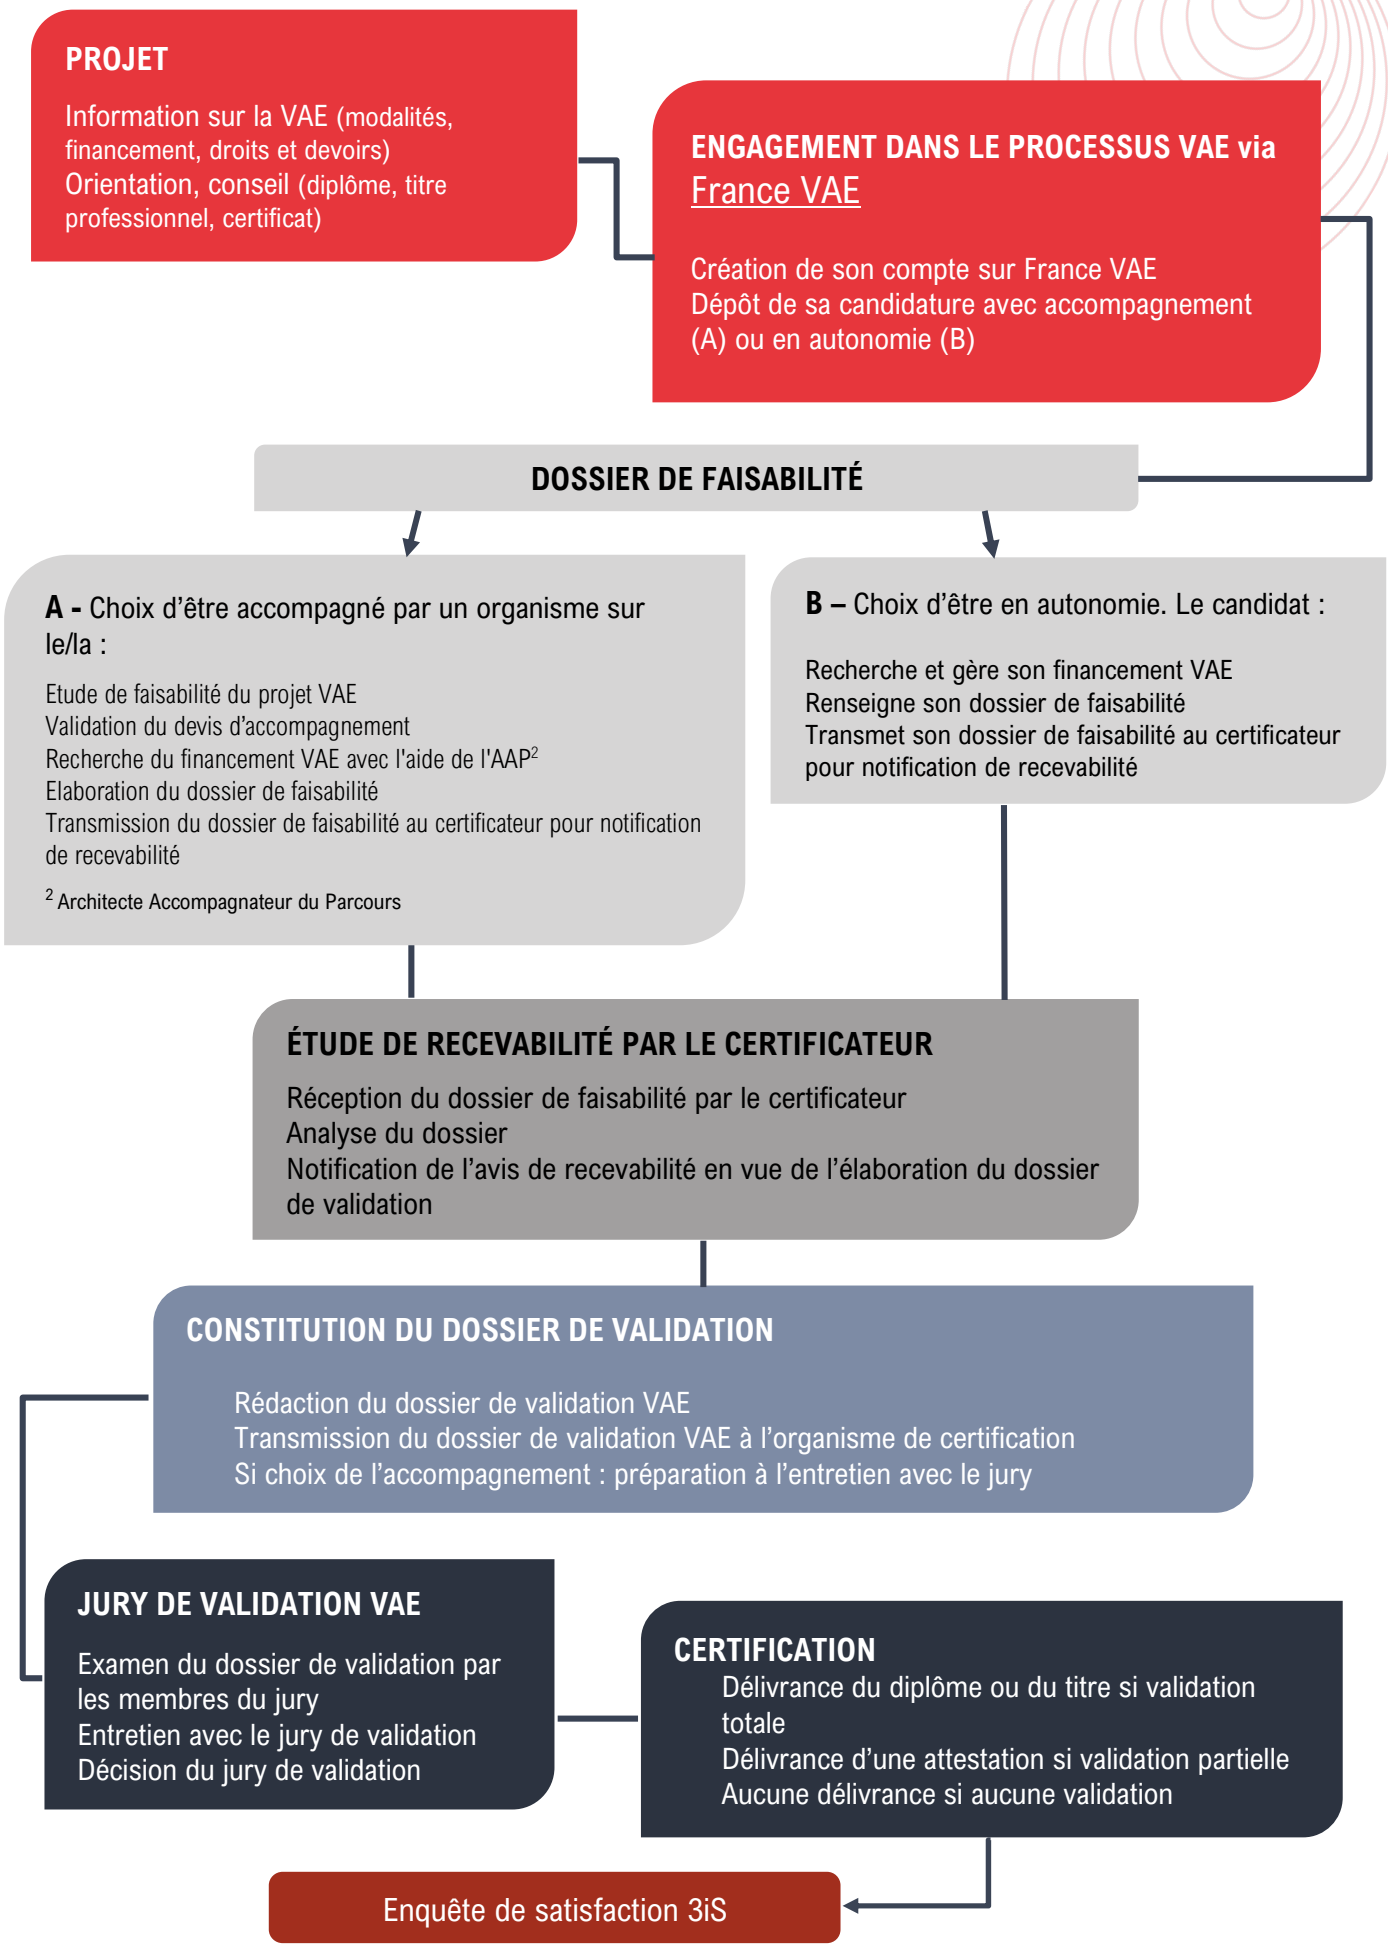 PROJET
Information sur la VAE (modalités,
financement, droits et devoirs)
Orientation, conseil (diplôme, titre
professionnel, certificat)
ENGAGEMENT DANS LE PROCESSUS VAE via
France VAE
Création de son compte sur France VAE
Dépôt de sa candidature avec accompagnement
(A) ou en autonomie (B)
DOSSIER DE FAISABILITÉ
A - Choix d’être accompagné par un organisme sur
le/la :
Etude de faisabilité du projet VAE
Validation du devis d’accompagnement
Recherche du financement VAE avec l'aide de l'AAP²
Elaboration du dossier de faisabilité
Transmission du dossier de faisabilité au certificateur pour notification
de recevabilité
² Architecte Accompagnateur du Parcours
B – Choix d’être en autonomie. Le candidat :
Recherche et gère son financement VAE
Renseigne son dossier de faisabilité
Transmet son dossier de faisabilité au certificateur
pour notification de recevabilité
ÉTUDE DE RECEVABILITÉ PAR LE CERTIFICATEUR
Réception du dossier de faisabilité par le certificateur
Analyse du dossier
Notification de l’avis de recevabilité en vue de l’élaboration du dossier
de validation
CONSTITUTION DU DOSSIER DE VALIDATION
Rédaction du dossier de validation VAE
Transmission du dossier de validation VAE à l’organisme de certification
Si choix de l’accompagnement : préparation à l’entretien avec le jury
JURY DE VALIDATION VAE
Examen du dossier de validation par
les membres du jury
Entretien avec le jury de validation
Décision du jury de validation
CERTIFICATION
Délivrance du diplôme ou du titre si validation
totale
Délivrance d’une attestation si validation partielle
Aucune délivrance si aucune validation
Enquête de satisfaction 3iS